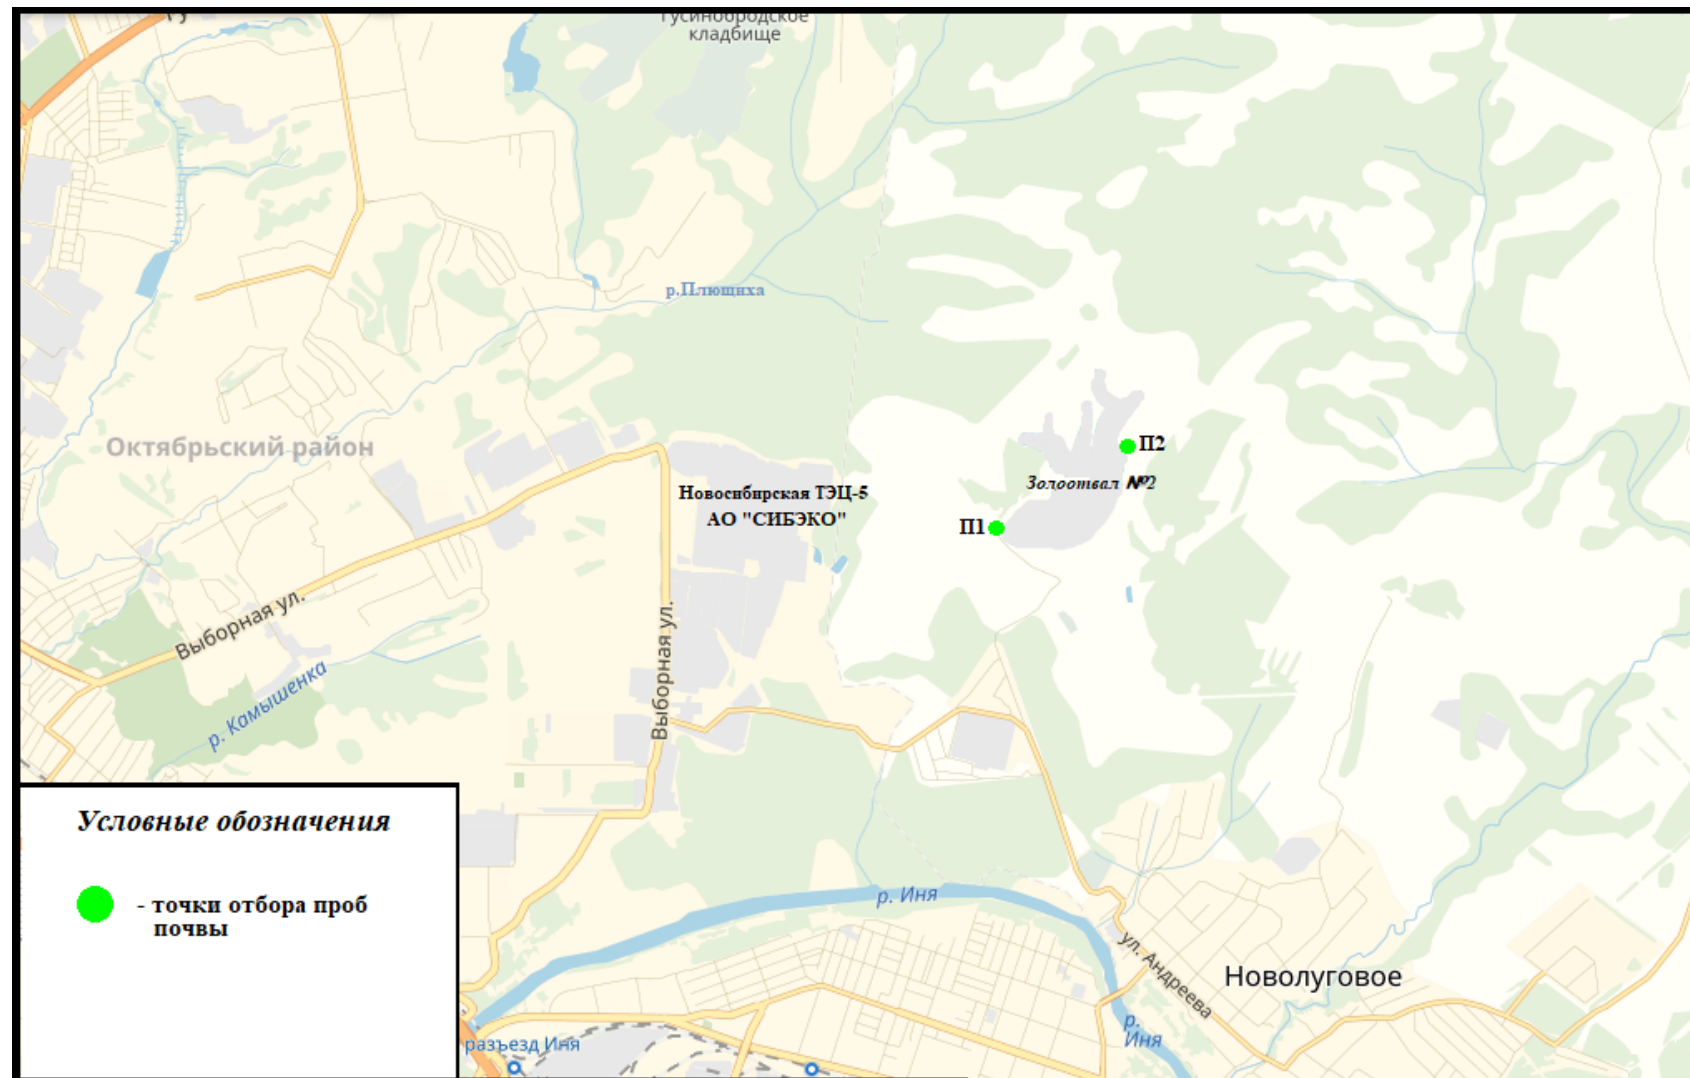 Гусинобродское
кладбище
р.Плющиха
Октябрьский район
П2
Золоотвал №2
Новосибирская ТЭЦ-5
АО "СИБЭКО"
П1
Выборная ул.
Выборная ул.
р. Камышенка
Условные обозначения
- точки отбора проб
почвы
р. Иня
ул. Андреева
Новолуговое
р.
Иня
разъезд Иня